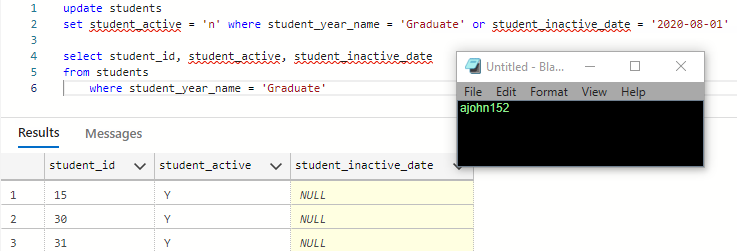 1 update students
2 set student_active = 'n' where student_year_name = 'Graduate' or student_inactive_date = '2020-08-01'
3
4 select student_id, student_active, student_inactive_date
5 from students
6 where student_year_name = 'Graduate'
Untitled - Bla...
File Edit Format View Help
ajohn152
Results Messages
student_id student_active student_inactive_date
1 15 Y NULL
2 30 Y NULL
3 31 Y NULL